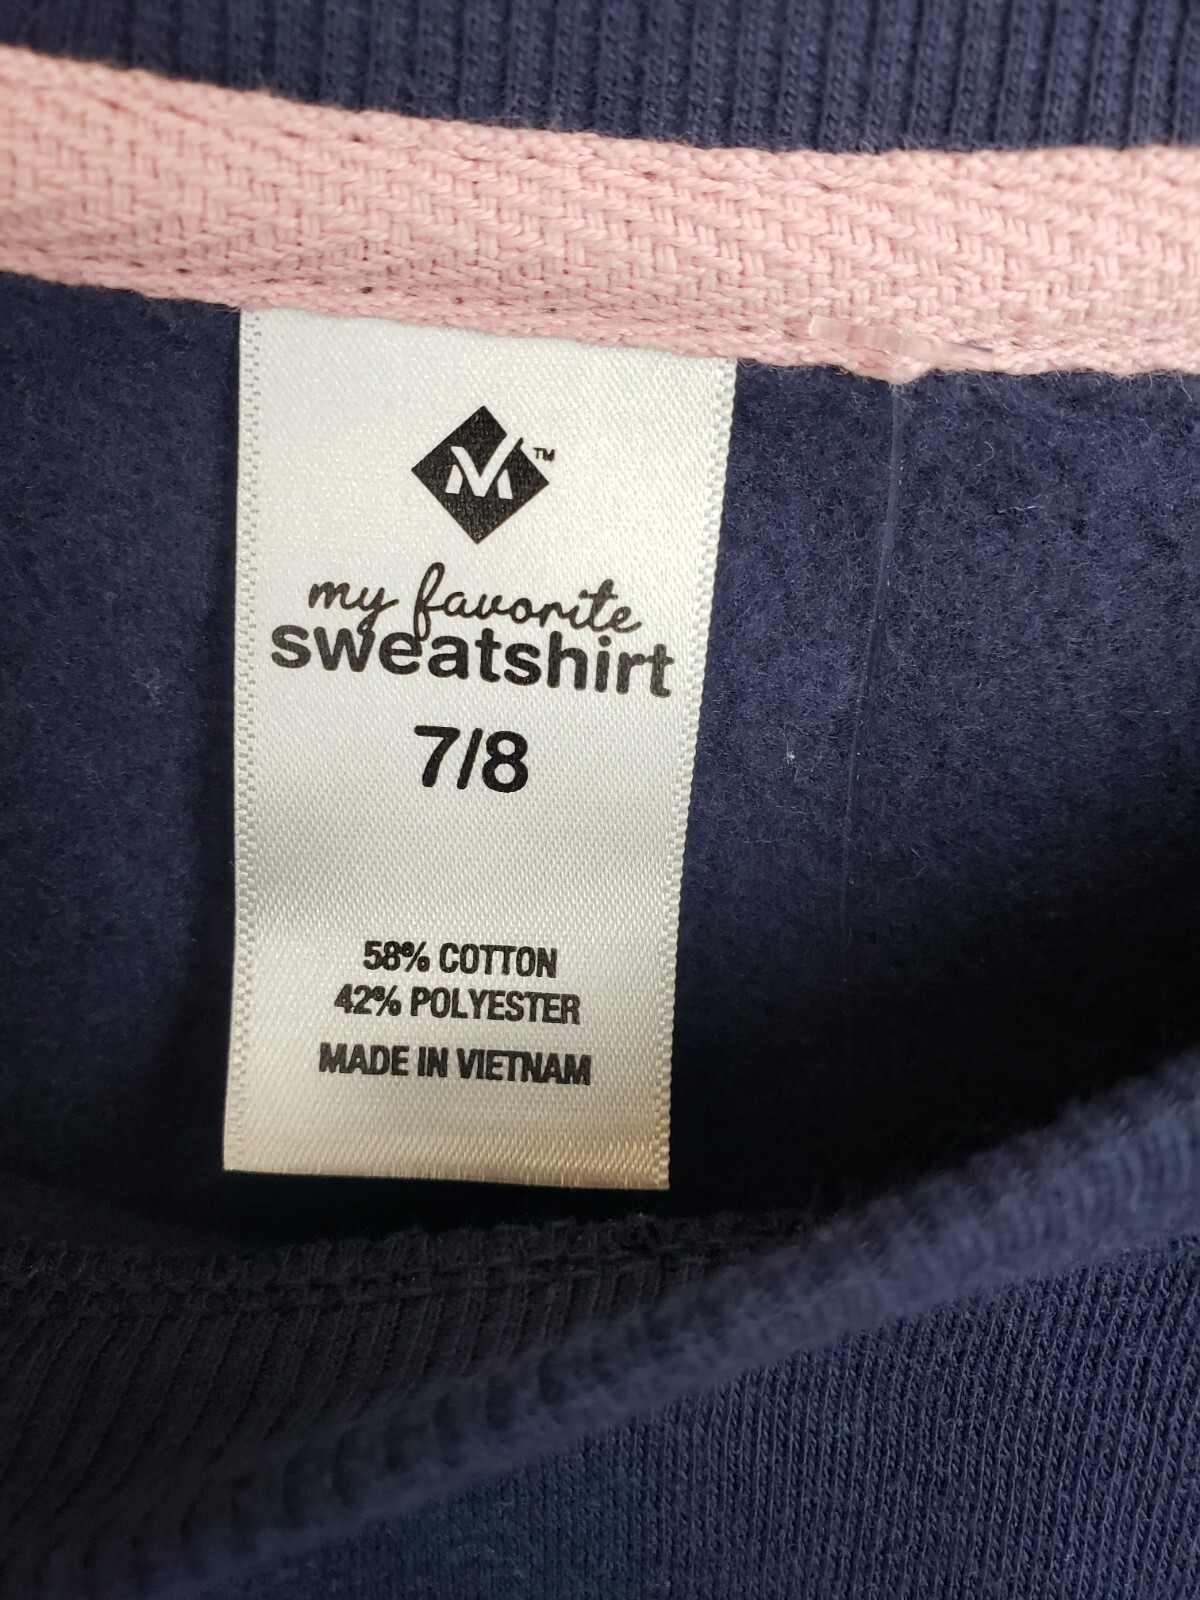 M™
my favorite
sweatshirt
7/8
58% COTTON
42% POLYESTER
MADE IN VIETNAM